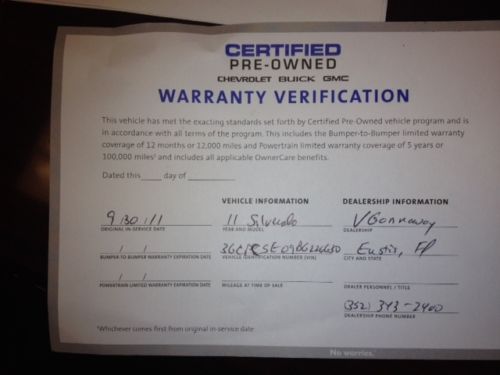 CERTIFIED
PRE-OWNED
CHEVROLET BUICK GMC
WARRANTY VERIFICATION
This vehicle has met the exacting standards set forth by Certified Pre-Owned vehicle program and is
in accordance with all terms of the program. This includes the Bumper-to-Bumper limited warranty
coverage of 12 months or 12,000 miles and Powertrain limited warranty coverage of 5 years or
100,000 miles¹ and includes all applicable OwnerCare benefits.
Dated this day of
VEHICLE INFORMATION DEALERSHIP INFORMATION
9/30/11 11 Silverado
ORIGINAL IN-SERVICE DATE YEAR AND MODEL DEALERSHIP
/ / Eustis, Fl
BUMPER TO BUMPER WARRANTY EXPIRATION DATE VEHICLE IDENTIFICATION NUMBER (VIN) CITY AND STATE
/ /
POWERTRAIN LIMITED WARRANTY EXPIRATION DATE MILEAGE AT TIME OF SALE DEALER PERSONNEL / TITLE
(352) 343-2400
DEALERSHIP PHONE NUMBER
¹Whichever comes first from original in-service date
No worries.